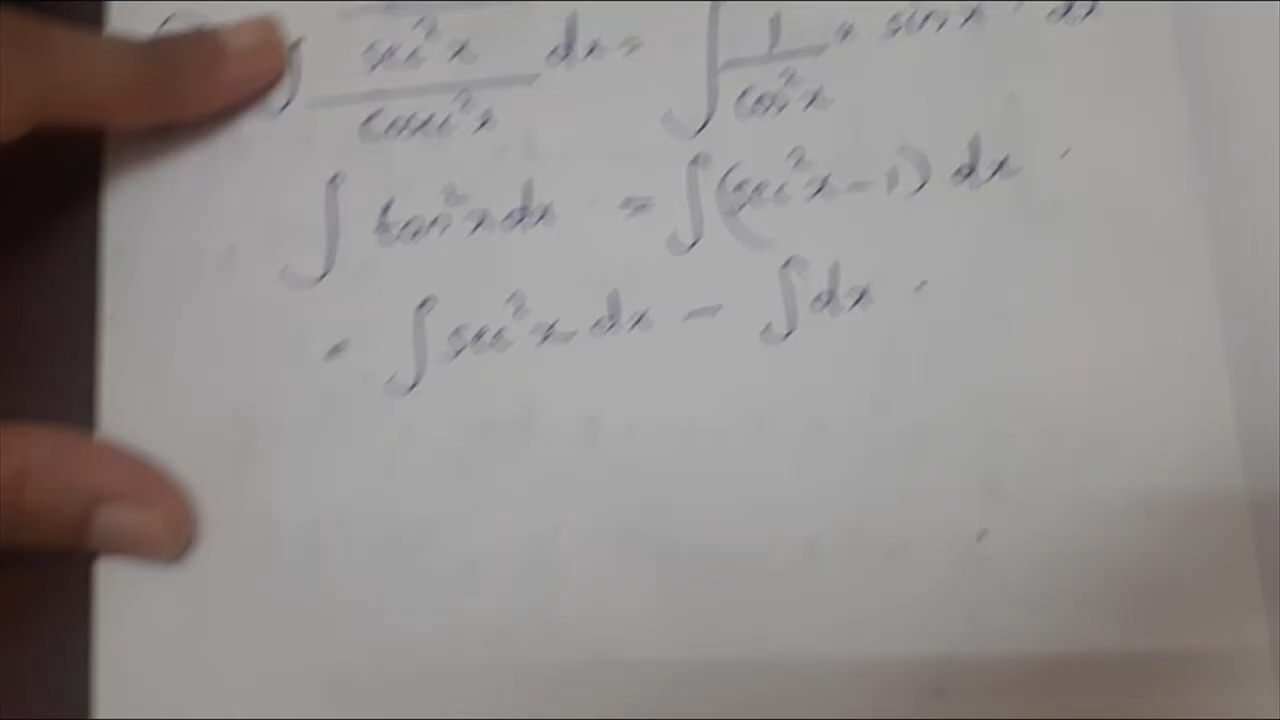 ∫ sec²x / cosec²x dx = ∫ 1/cos²x × sin²x dx
∫ tan²x dx = ∫(sec²x - 1) dx .
= ∫ sec²x dx - ∫ dx .